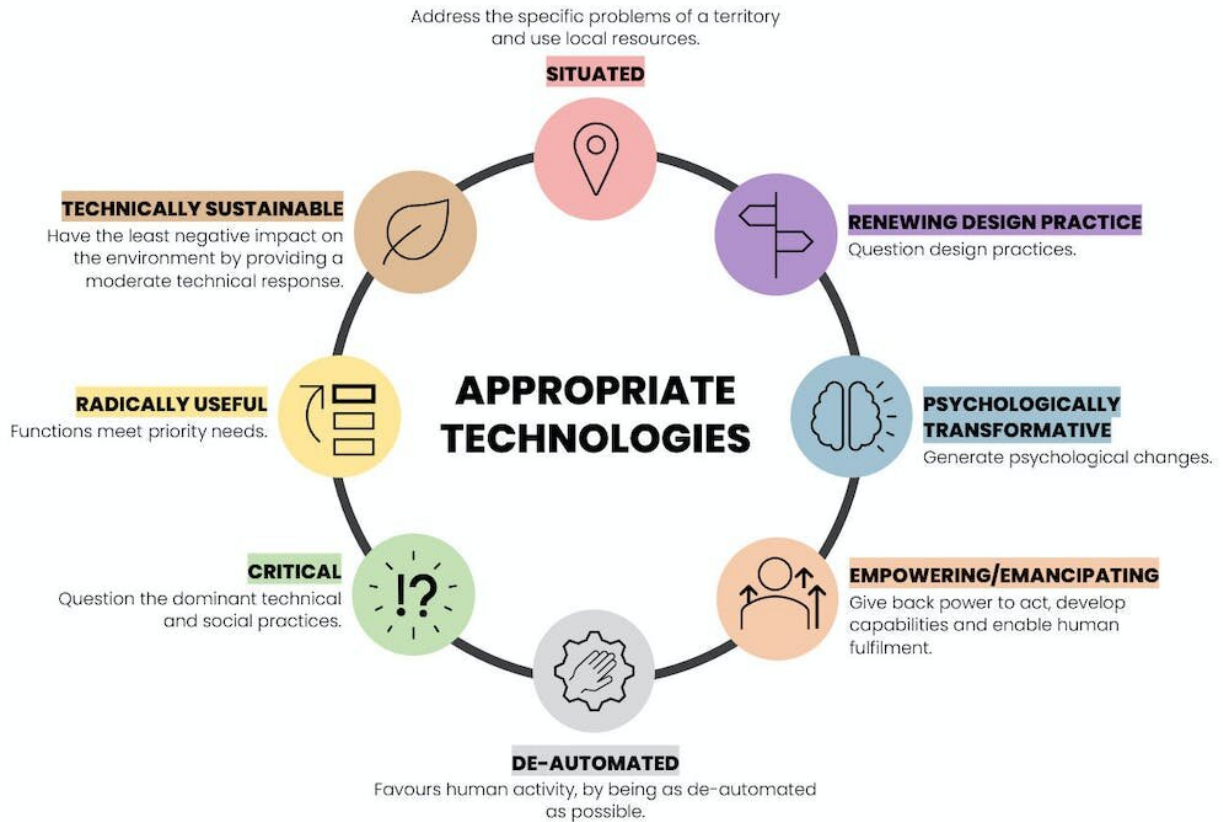 Address the specific problems of a territory
and use local resources.
SITUATED
TECHNICALLY SUSTAINABLE
Have the least negative impact on
the environment by providing a
moderate technical response.
RENEWING DESIGN PRACTICE
Question design practices.
RADICALLY USEFUL
Functions meet priority needs.
APPROPRIATE
TECHNOLOGIES
PSYCHOLOGICALLY
TRANSFORMATIVE
Generate psychological changes.
CRITICAL
Question the dominant technical
and social practices.
!?
EMPOWERING/EMANCIPATING
Give back power to act, develop
capabilities and enable human
fulfilment.
DE-AUTOMATED
Favours human activity, by being as de-automated
as possible.